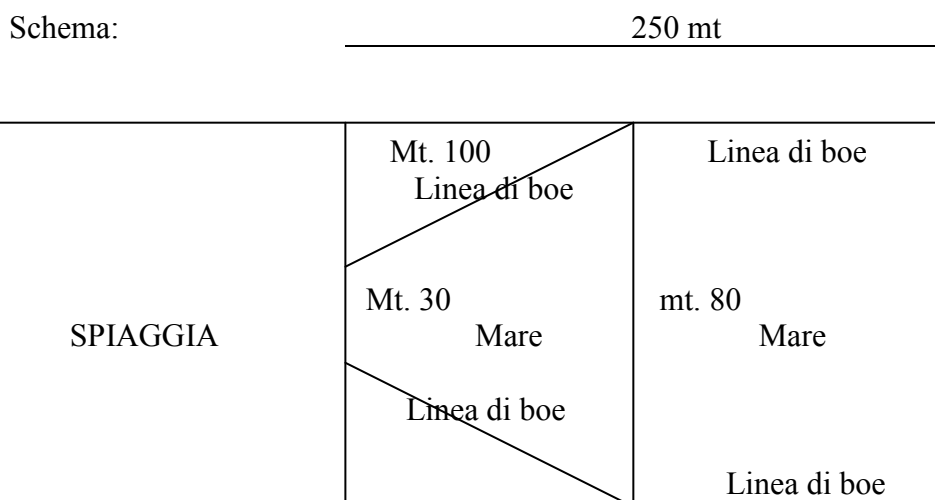 Schema: 250 mt
Mt. 100 Linea di boe
Linea di boe
Mt. 30 mt. 80
SPIAGGIA Mare Mare
Linea di boe
Linea di boe